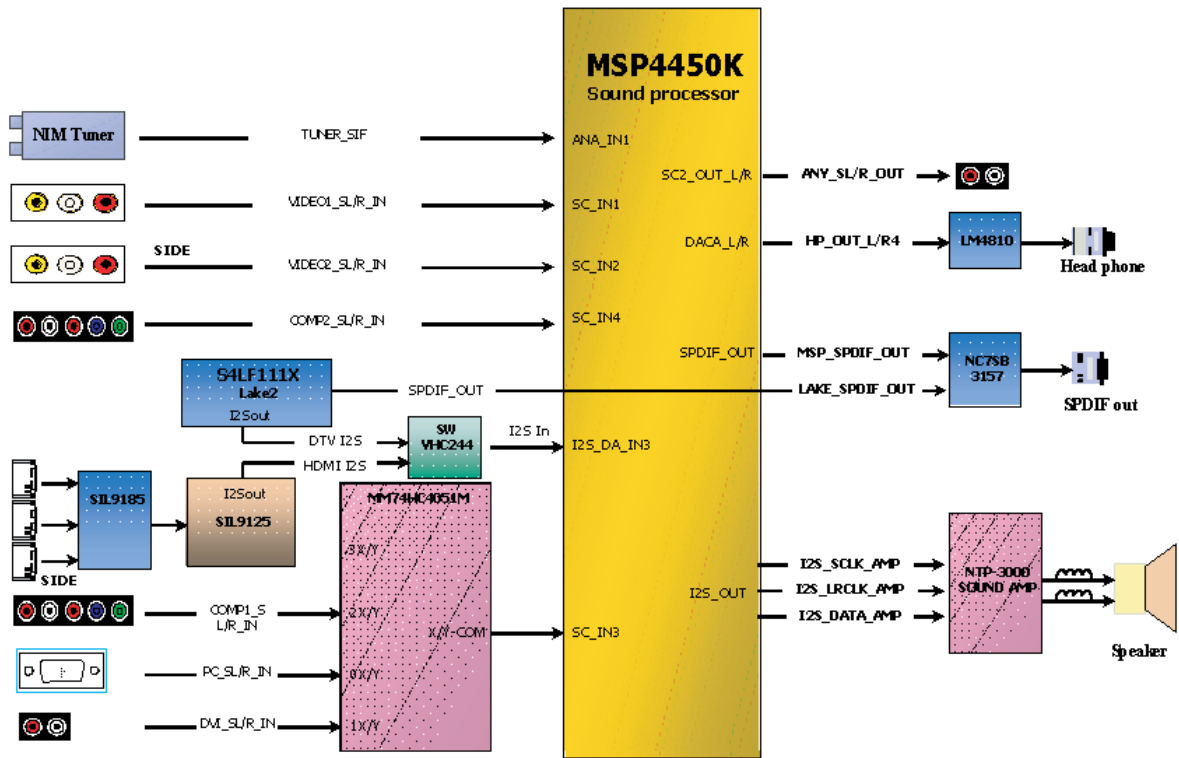 MSP4450K
Sound processor
NIM Tuner
TUNER_SIF
ANA_IN1
SC2_OUT_L/R
ANY_SL/R_OUT
VIDEO1_SL/R_IN
SC_IN1
DACA_L/R
HP_OUT_L/R4
LM4810
Head phone
SIDE
VIDEO2_SL/R_IN
SC_IN2
COMP2_SL/R_IN
SC_IN4
SPDIF_OUT
MSP_SPDIF_OUT
NC7SB
3157
SPDIF out
S4LF111X
Lake2
I2Sout
SPDIF_OUT
LAKE_SPDIF_OUT
DTV I2S
HDMI I2S
SW
VHC244
I2S In
I2S_DA_IN3
SIL9185
I2Sout
SIL9125
SIDE
MM74HC4051M
3X/Y
2X/Y
X/Y-COM
0X/Y
1X/Y
COMP1_S
L/R_IN
PC_SL/R_IN
DVI_SL/R_IN
SC_IN3
I2S_OUT
I2S_SCLK_AMP
I2S_LRCLK_AMP
I2S_DATA_AMP
NTP-3000
SOUND AMP
Speaker